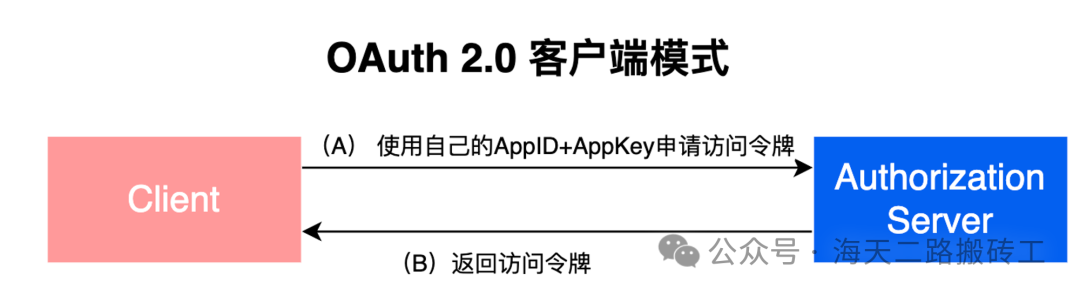 OAuth 2.0 客户端模式
(A) 使用自己的AppID+AppKey申请访问令牌
Client
Authorization
Server
(B)返回访问令牌
公众号 · 海天二路搬砖工